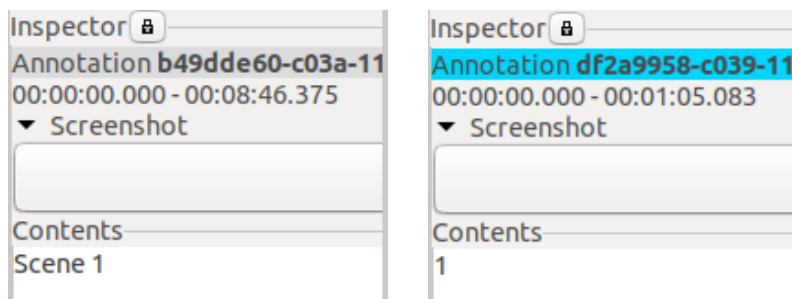 Inspector
Annotation b49dde60-c03a-11
00:00:00.000 - 00:08:46.375
Screenshot
Contents
Scene 1
Inspector
Annotation df2a9958-c039-11
00:00:00.000 - 00:01:05.083
Screenshot
Contents
1